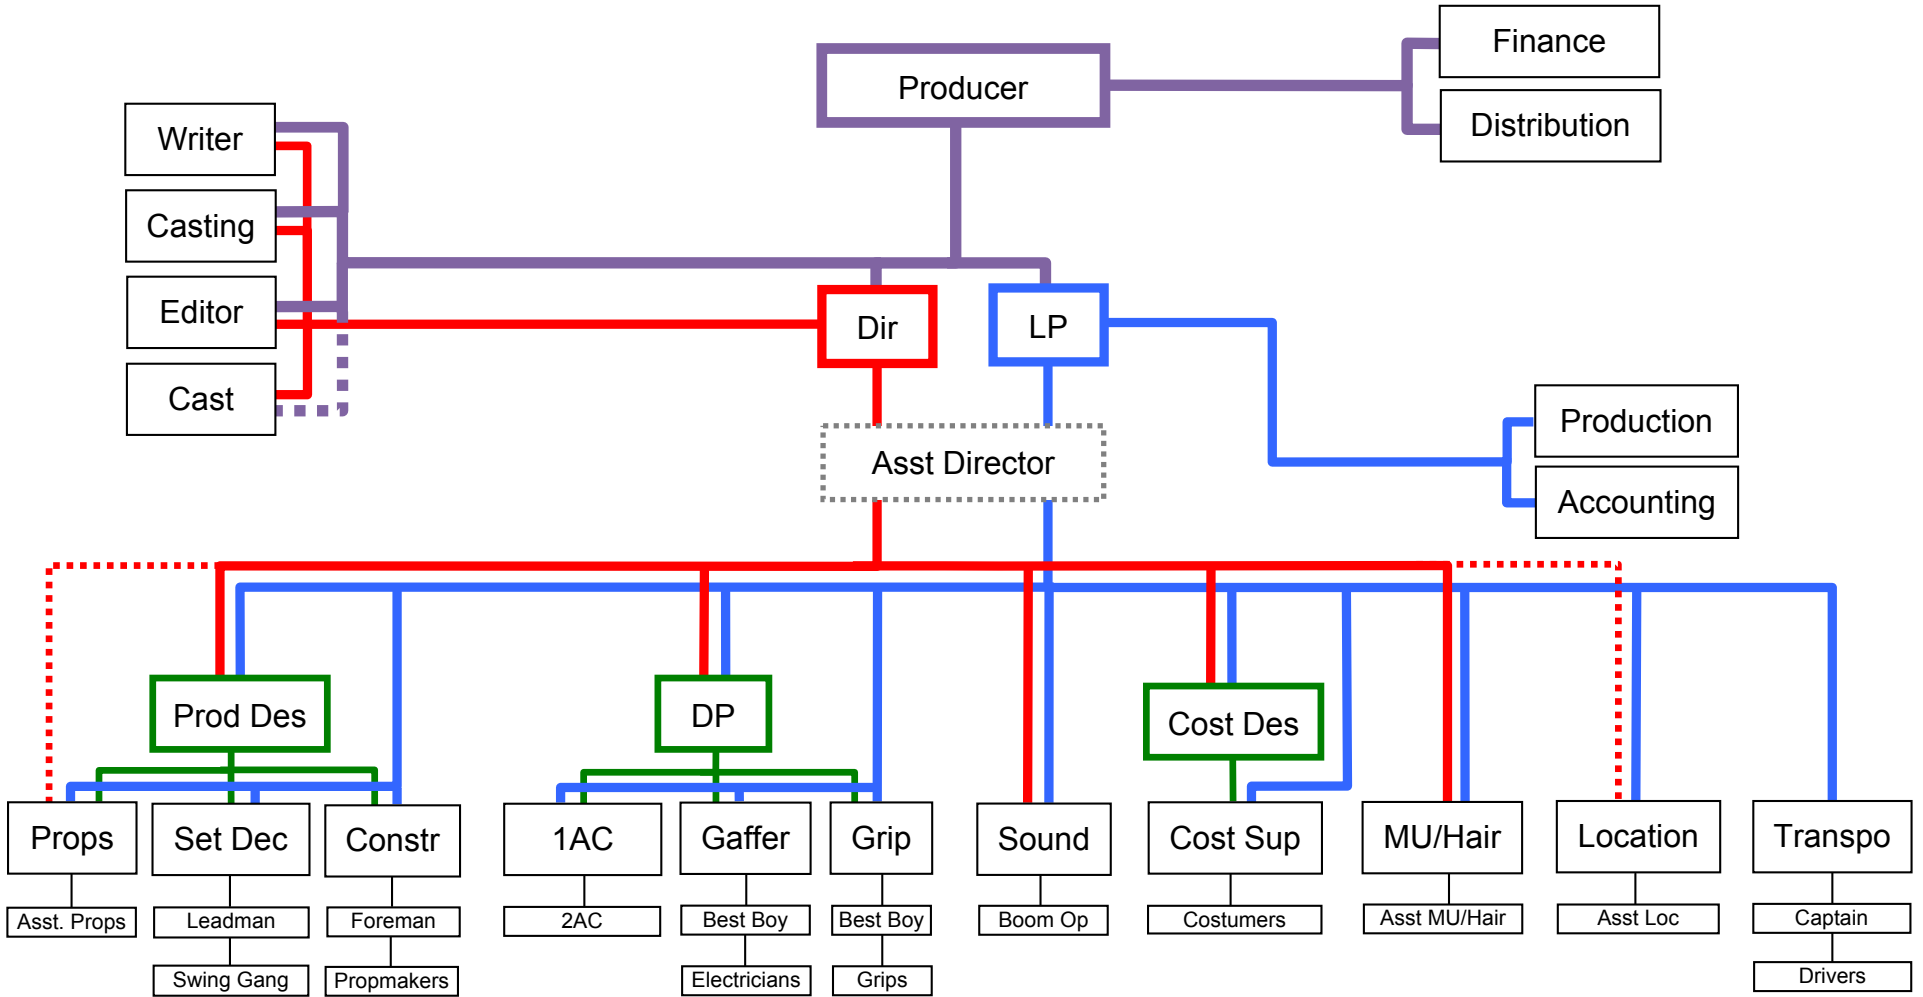 Finance
Producer
Distribution
Writer
Casting
Editor
Cast
Dir
LP
Asst Director
Production
Accounting
Prod Des
DP
Cost Des
Props
Set Dec
Constr
1AC
Gaffer
Grip
Sound
Cost Sup
MU/Hair
Location
Transpo
Asst. Props
Leadman
Foreman
2AC
Best Boy
Best Boy
Boom Op
Costumers
Asst MU/Hair
Asst Loc
Captain
Swing Gang
Propmakers
Electricians
Grips
Drivers